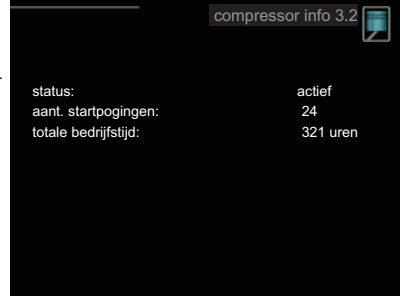 compressor info 3.2
status: actief
aant. startpogingen: 24
totale bedrijfstijd: 321 uren